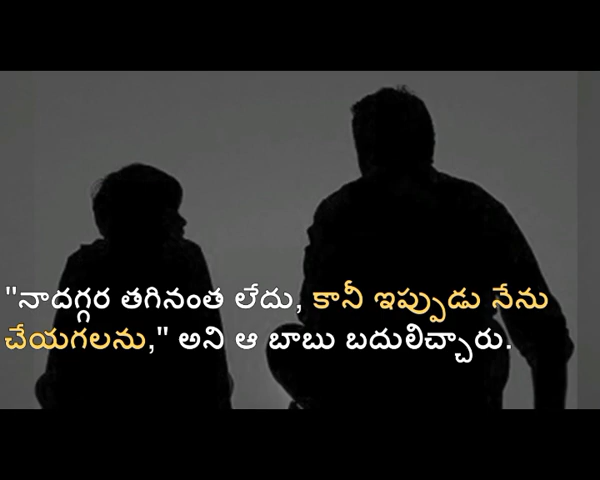 "నాదగ్గర తగినంత లేదు, కానీ ఇప్పుడు నేను
చేయగలను," అని ఆ బాబు బదులిచ్చారు.